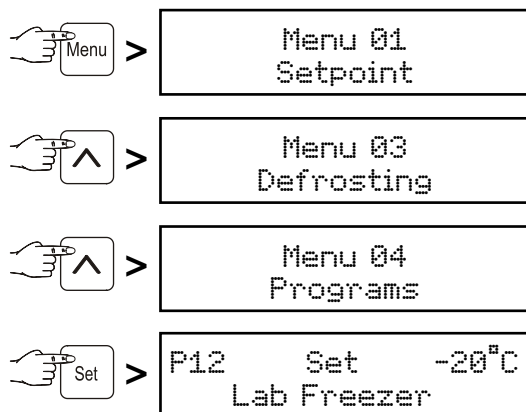 Menu > Menu 01
Setpoint
> Menu 03
Defrosting
> Menu 04
Programs
Set > P12 Set -20°C
Lab Freezer